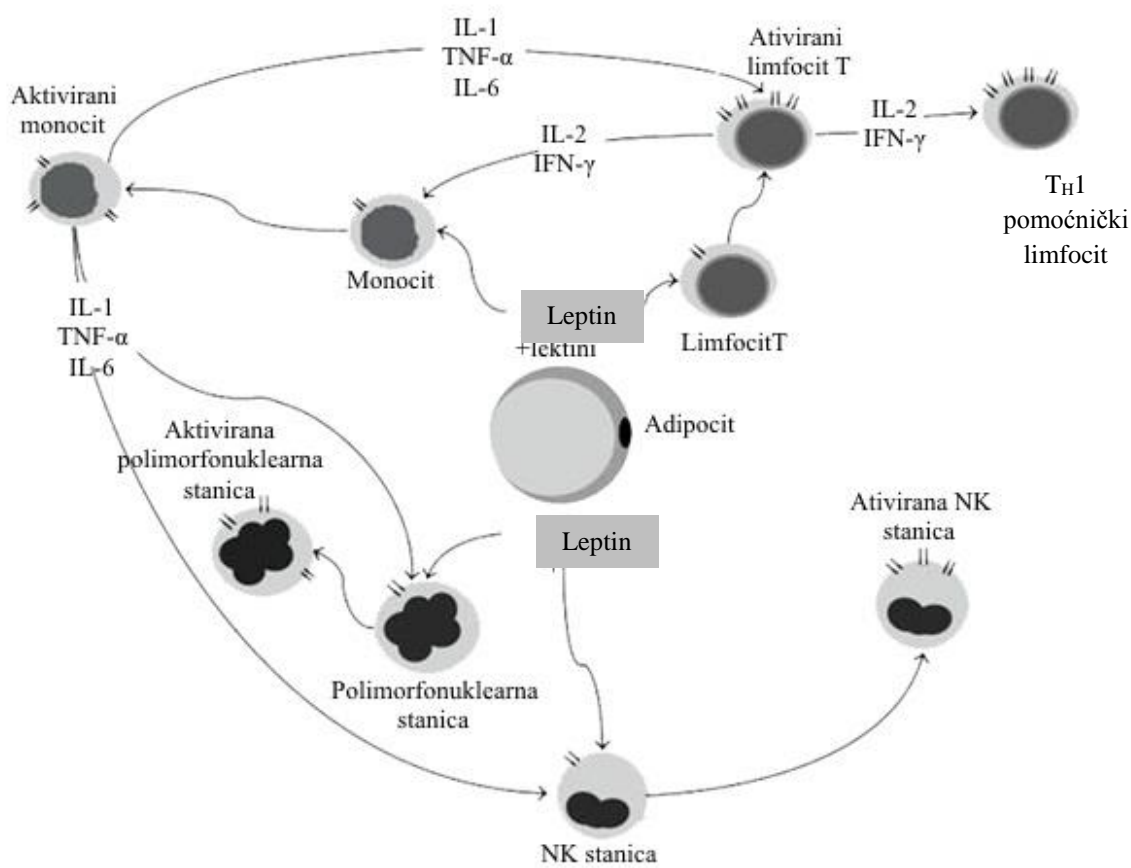 IL-1
TNF-α
IL-6
Ativirani
limfocit T
Aktivirani
monocit
IL-2
IFN-γ
IL-2
IFN-γ
TH1
pomoćnički
limfocit
Monocit
Leptin
+lektini
LimfocitT
IL-1
TNF-α
IL-6
Adipocit
Aktivirana
polimorfonuklearna
stanica
Leptin
Ativirana NK
stanica
Polimorfonuklearna
stanica
NK stanica